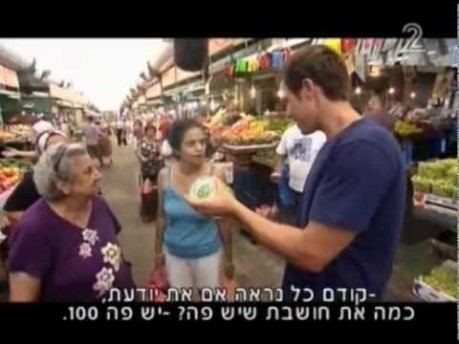 2
-קודם כל נראה אם את יודעת,
כמה את חושבת שיש פה? -יש פה 100.